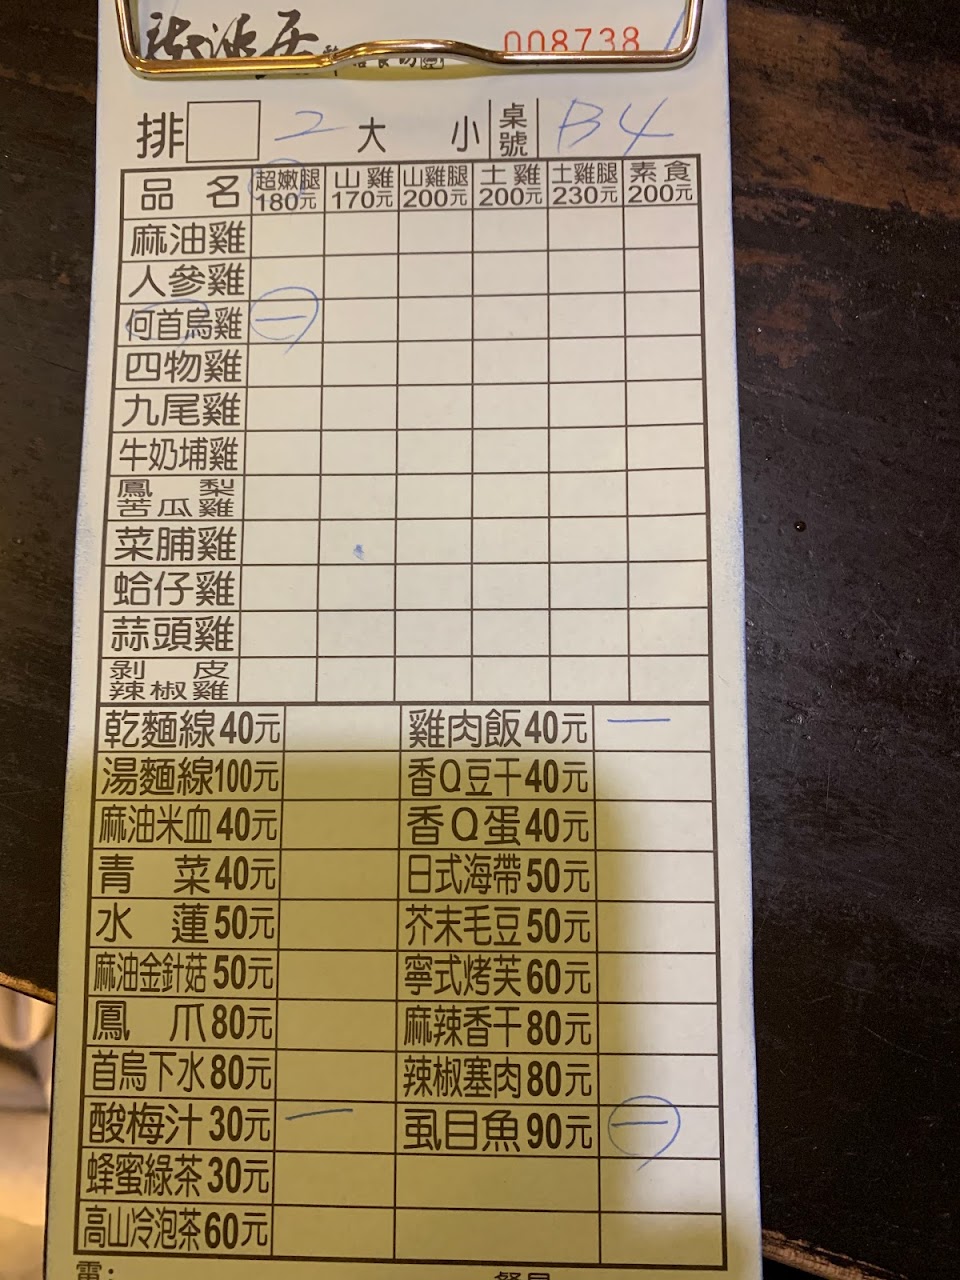 008738
排 2 大 小 桌號 B4
品名 超嫩腿 180元 山雞 170元 山雞腿 200元 土雞 200元 土雞腿 230元 素食 200元
麻油雞
人參雞
何首烏雞 一
四物雞
九尾雞
牛奶埔雞
鳳梨苦瓜雞
菜脯雞
蛤仔雞
蒜頭雞
剝皮辣椒雞
乾麵線40元 雞肉飯40元 一
湯麵線100元 香Q豆干40元
麻油米血40元 香Q蛋40元
青菜40元 日式海帶50元
水蓮50元 芥末毛豆50元
麻油金針菇50元 寧式烤芙60元
鳳爪80元 麻辣香干80元
首烏下水80元 辣椒塞肉80元
酸梅汁30元 一 虱目魚90元 一
蜂蜜綠茶30元
高山冷泡茶60元